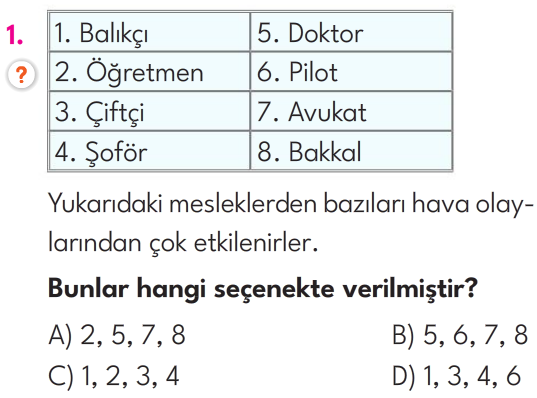 1.
?
1. Balıkçı 5. Doktor
2. Öğretmen 6. Pilot
3. Çiftçi 7. Avukat
4. Şoför 8. Bakkal
Yukarıdaki mesleklerden bazıları hava olay-
larından çok etkilenirler.
Bunlar hangi seçenekte verilmiştir?
A) 2, 5, 7, 8 B) 5, 6, 7, 8
C) 1, 2, 3, 4 D) 1, 3, 4, 6